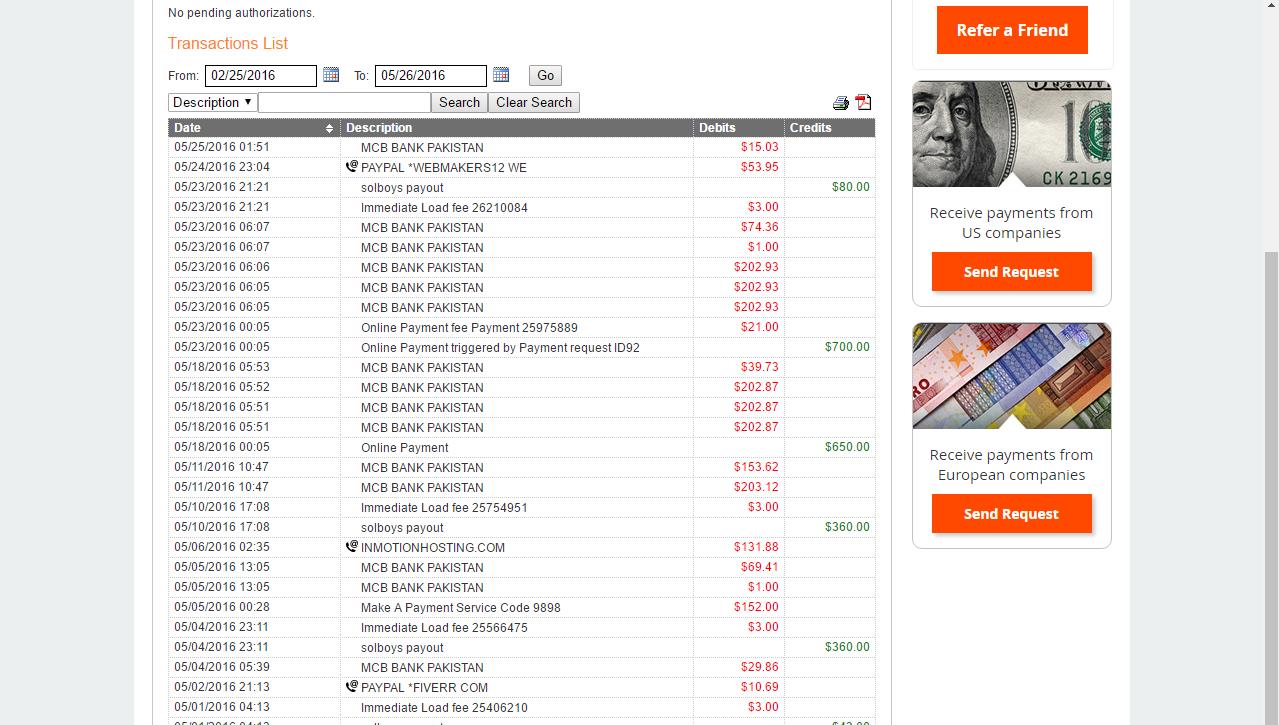 No pending authorizations.
Transactions List
From: 02/25/2016 To: 05/26/2016 Go
Description Search Clear Search
Date Description Debits Credits
05/25/2016 01:51 MCB BANK PAKISTAN $15.03
05/24/2016 23:04 PAYPAL *WEBMAKERS12 WE $53.95
05/23/2016 21:21 solboys payout $80.00
05/23/2016 21:21 Immediate Load fee 26210084 $3.00
05/23/2016 06:07 MCB BANK PAKISTAN $74.36
05/23/2016 06:07 MCB BANK PAKISTAN $1.00
05/23/2016 06:06 MCB BANK PAKISTAN $202.93
05/23/2016 06:05 MCB BANK PAKISTAN $202.93
05/23/2016 06:05 MCB BANK PAKISTAN $202.93
05/23/2016 00:05 Online Payment fee Payment 25975889 $21.00
05/23/2016 00:05 Online Payment triggered by Payment request ID92 $700.00
05/18/2016 05:53 MCB BANK PAKISTAN $39.73
05/18/2016 05:52 MCB BANK PAKISTAN $202.87
05/18/2016 05:51 MCB BANK PAKISTAN $202.87
05/18/2016 05:51 MCB BANK PAKISTAN $202.87
05/18/2016 00:05 Online Payment $650.00
05/11/2016 10:47 MCB BANK PAKISTAN $153.62
05/11/2016 10:47 MCB BANK PAKISTAN $203.12
05/10/2016 17:08 Immediate Load fee 25754951 $3.00
05/10/2016 17:08 solboys payout $360.00
05/06/2016 02:35 INMOTIONHOSTING.COM $131.88
05/05/2016 13:05 MCB BANK PAKISTAN $69.41
05/05/2016 13:05 MCB BANK PAKISTAN $1.00
05/05/2016 00:28 Make A Payment Service Code 9898 $152.00
05/04/2016 23:11 Immediate Load fee 25566475 $3.00
05/04/2016 23:11 solboys payout $360.00
05/04/2016 05:39 MCB BANK PAKISTAN $29.86
05/02/2016 21:13 PAYPAL *FIVERR COM $10.69
05/01/2016 04:13 Immediate Load fee 25406210 $3.00
Refer a Friend
CK 2169
Receive payments from
US companies
Send Request
Receive payments from
European companies
Send Request